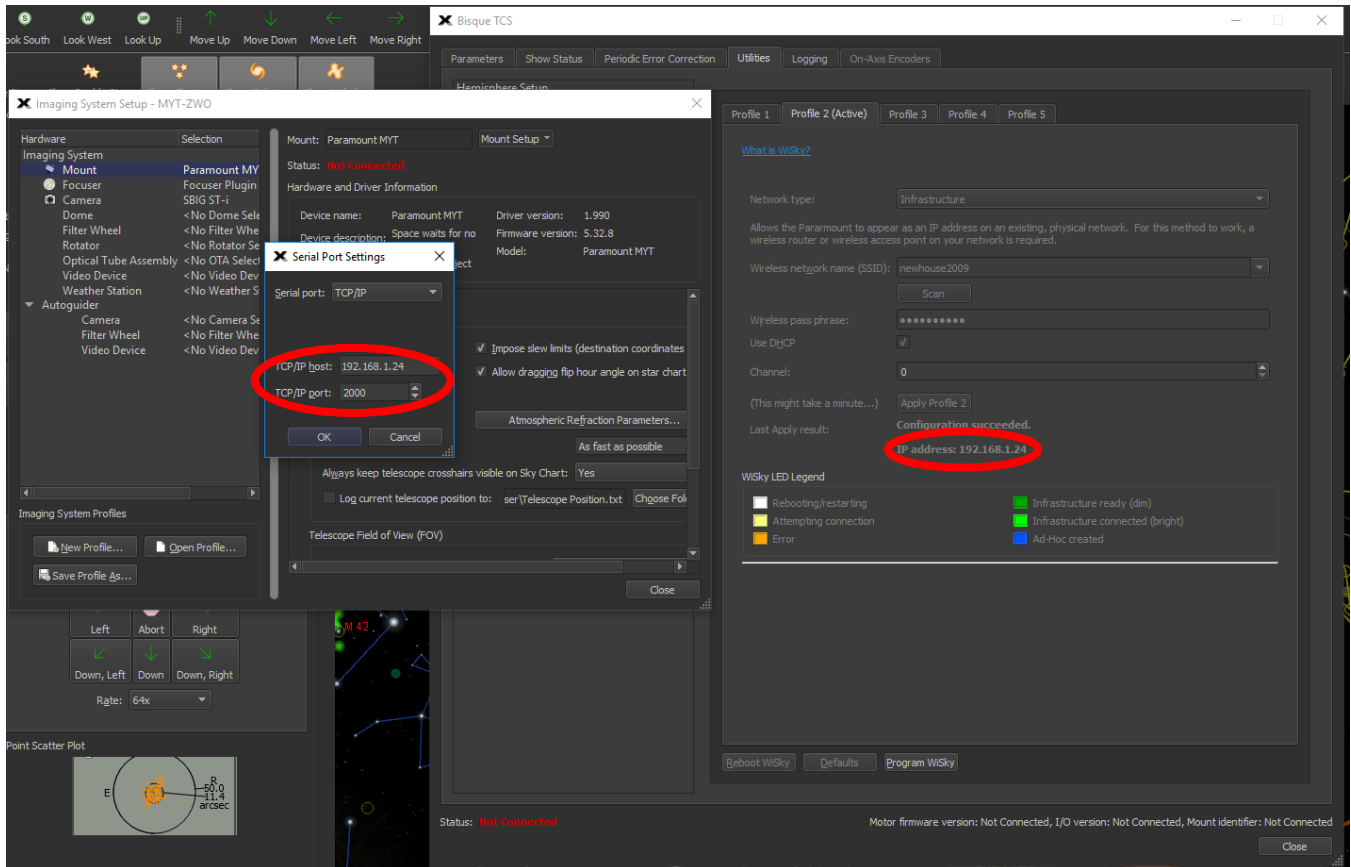 South Look West Look Up Move Up Move Down Move Left Move Right
S W UP
Bisque TCS
Parameters Show Status Periodic Error Correction Utilities Logging On-Axis Encoders
Hemisphere Setup
Imaging System Setup - MYT-ZWO
Hardware Selection
Imaging System
Mount Paramount MY
Focuser Focuser Plugin
Camera SBIG ST-i
Dome <No Dome Sele
Filter Wheel <No Filter Whe
Rotator <No Rotator Se
Optical Tube Assembly <No OTA Select
Video Device <No Video Dev
Weather Station <No Weather S
Autoguider
Camera <No Camera Se
Filter Wheel <No Filter Whe
Video Device <No Video Dev
Imaging System Profiles
New Profile... Open Profile...
Save Profile As...
Mount: Paramount MYT Mount Setup
Status: Not Connected
Hardware and Driver Information
Device name: Paramount MYT Driver version: 1.990
Device description: Space waits for no Firmware version: 5.32.8
ject Model: Paramount MYT
Serial Port Settings
Serial port: TCP/IP
TCP/IP host: 192.168.1.24
TCP/IP port: 2000
OK Cancel
Impose slew limits (destination coordinates
Allow dragging flip hour angle on star chart
Atmospheric Refraction Parameters...
As fast as possible
Always keep telescope crosshairs visible on Sky Chart: Yes
Log current telescope position to: ser\Telescope Position.txt Choose Fol
Telescope Field of View (FOV)
Close
Profile 1 Profile 2 (Active) Profile 3 Profile 4 Profile 5
What is WiSky?
Network type: Infrastructure
Allows the Pararmount to appear as an IP address on an existing, physical network. For this method to work, a
wireless router or wireless access point on your network is required.
Wireless network name (SSID): newhouse2009
Scan
Wireless pass phrase: ●●●●●●●●●●
Use DHCP
Channel: 0
(This might take a minute...) Apply Profile 2
Last Apply result: Configuration succeeded.
IP address: 192.168.1.24
WiSky LED Legend
Rebooting/restarting Infrastructure ready (dim)
Attempting connection Infrastructure connected (bright)
Error Ad-Hoc created
Reboot WiSky Defaults Program WiSky
Status: Not Connected Motor firmware version: Not Connected, I/O version: Not Connected, Mount identifier: Not Connected
Close
Left Abort Right
Down, Left Down Down, Right
Rate: 64x
M 42
Point Scatter Plot
E R
50.0
11.4
arcsec